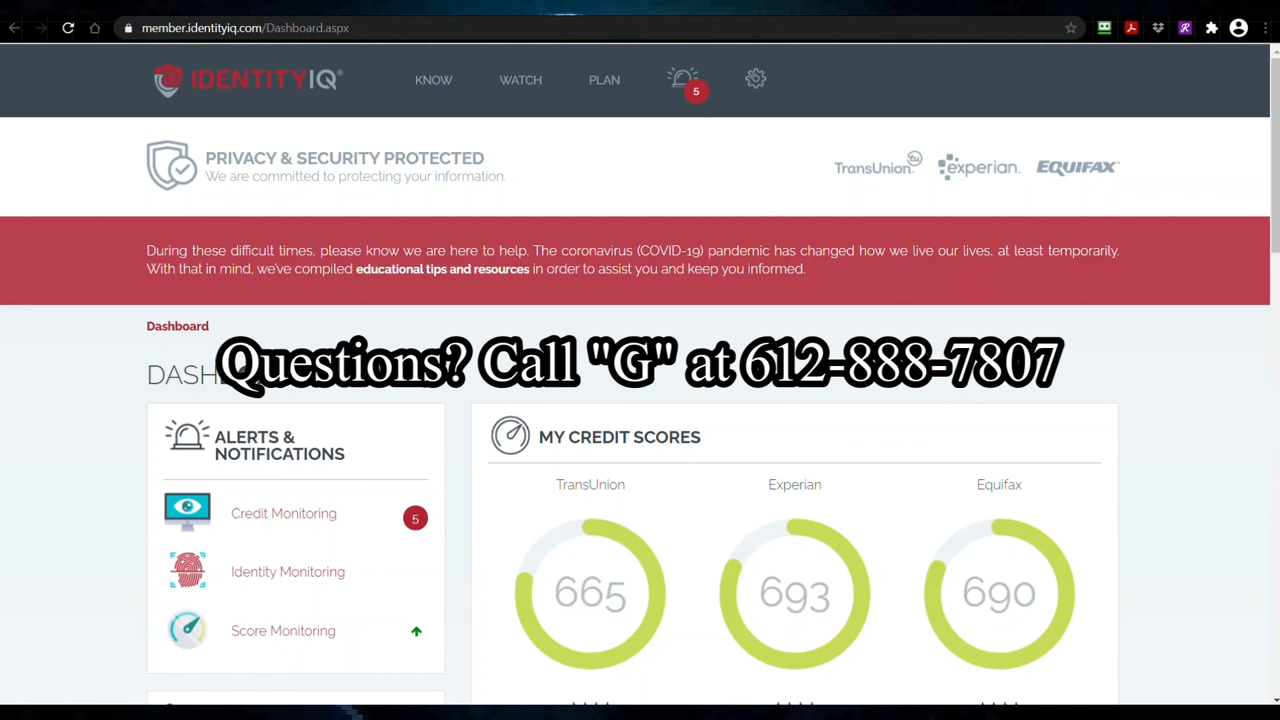 member.identityiq.com/Dashboard.aspx
IDENTITYIQ®
KNOW
WATCH
PLAN
5
PRIVACY & SECURITY PROTECTED
We are committed to protecting your information.
TransUnion
tu
experian.
EQUIFAX
During these difficult times, please know we are here to help. The coronavirus (COVID-19) pandemic has changed how we live our lives, at least temporarily.
With that in mind, we've compiled educational tips and resources in order to assist you and keep you informed.
Dashboard
Questions? Call "G" at 612-888-7807
ALERTS &
NOTIFICATIONS
Credit Monitoring
5
Identity Monitoring
Score Monitoring
MY CREDIT SCORES
TransUnion
Experian
Equifax
665
693
690